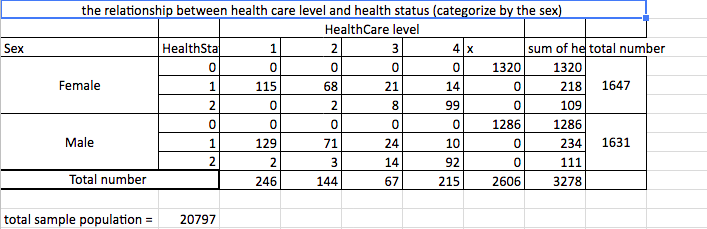 the relationship between health care level and health status (categorize by the sex)
HealthCare level
Sex HealthSta 1 2 3 4 x sum of he total number
0 0 0 0 0 1320 1320
Female 1 115 68 21 14 0 218 1647
2 0 2 8 99 0 109
0 0 0 0 0 1286 1286
Male 1 129 71 24 10 0 234 1631
2 2 3 14 92 0 111
Total number 246 144 67 215 2606 3278
total sample population = 20797